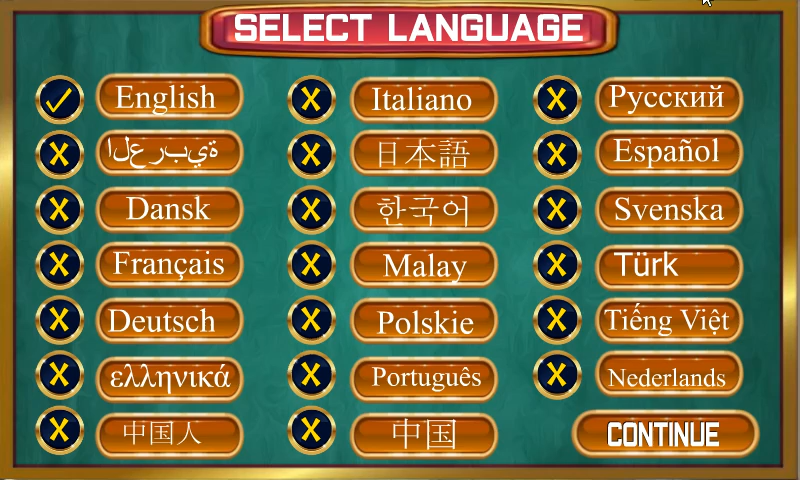 SELECT LANGUAGE
English
العربية
Dansk
Français
Deutsch
ελληνικά
中国人
Italiano
日本語
한국어
Malay
Polskie
Português
中国
Русский
Español
Svenska
Türk
Tiếng Việt
Nederlands
CONTINUE